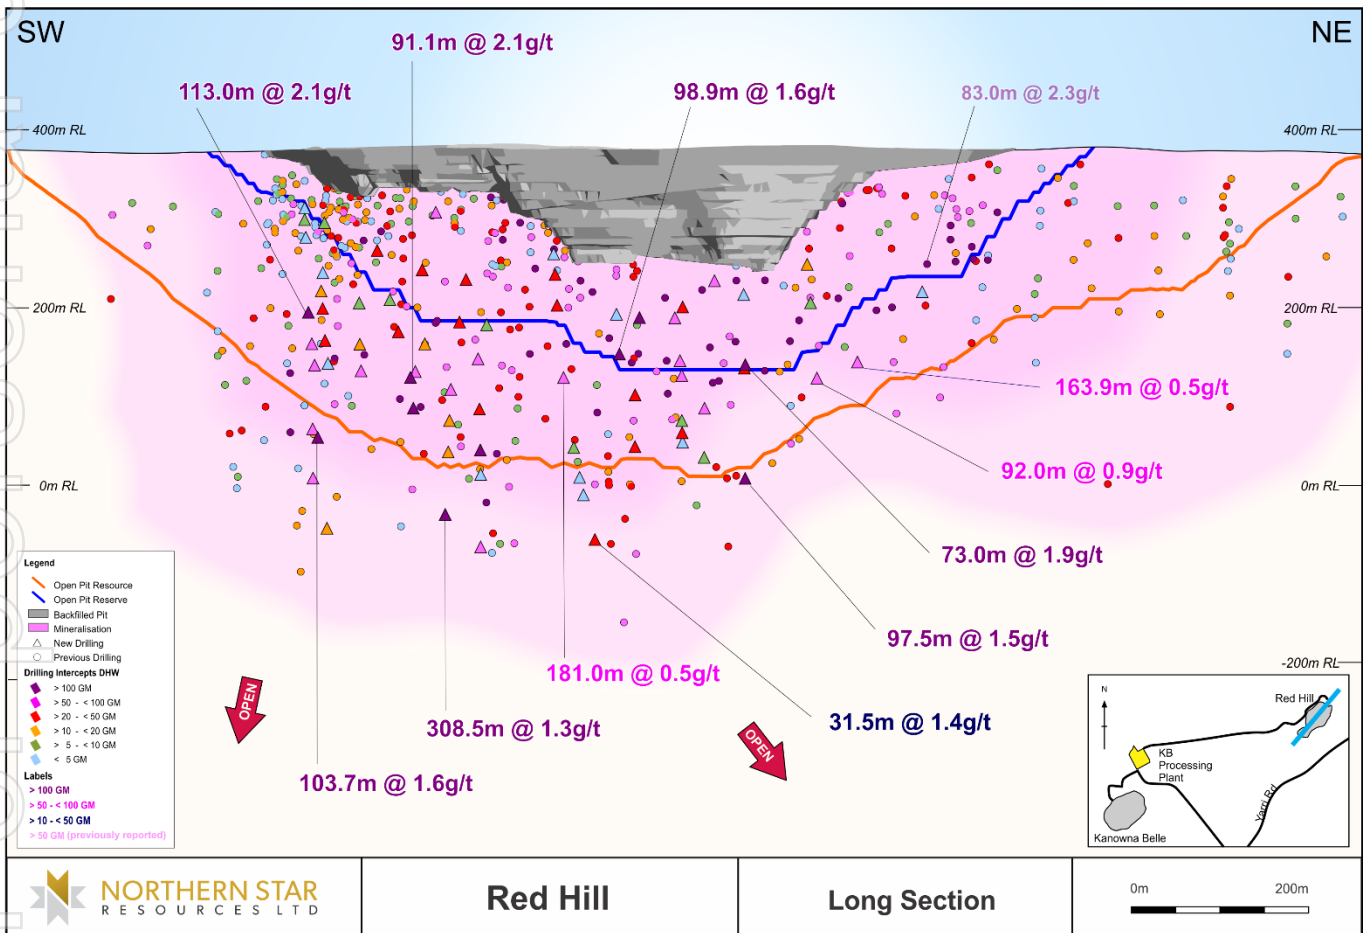 SW
NE
91.1m @ 2.1g/t
113.0m @ 2.1g/t
98.9m @ 1.6g/t
83.0m @ 2.3g/t
400m RL
400m RL
200m RL
200m RL
163.9m @ 0.5g/t
92.0m @ 0.9g/t
0m RL
0m RL
73.0m @ 1.9g/t
97.5m @ 1.5g/t
181.0m @ 0.5g/t
-200m RL
OPEN
OPEN
308.5m @ 1.3g/t
31.5m @ 1.4g/t
103.7m @ 1.6g/t
Legend
Open Pit Resource
Open Pit Reserve
Backfilled Pit
Mineralisation
New Drilling
Previous Drilling
Drilling Intercepts DHW
> 100 GM
> 50 - < 100 GM
> 20 - < 50 GM
> 10 - < 20 GM
> 5 - < 10 GM
< 5 GM
Labels
> 100 GM
> 50 - < 100 GM
> 10 - < 50 GM
> 50 GM (previously reported)
N
Red Hill
KB
Processing
Plant
Yarri Rd
Kanowna Belle
NORTHERN STAR
RESOURCES LTD
Red Hill
Long Section
0m
200m